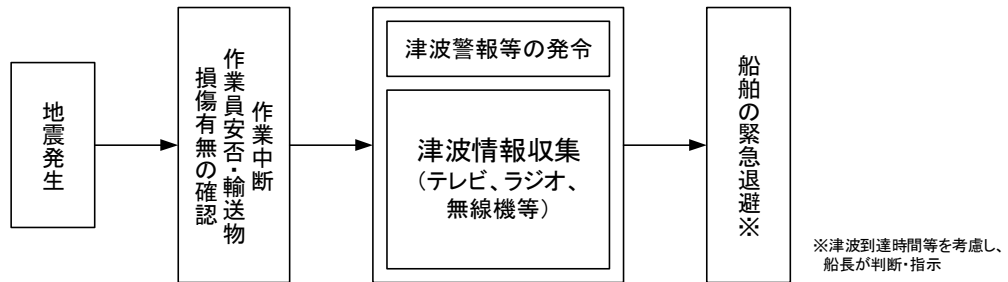 地震発生
作業中断
作業員安否・輸送物
損傷有無の確認
津波警報等の発令
津波情報収集
（テレビ、ラジオ、
無線機等）
船舶の緊急退避※
※津波到達時間等を考慮し、
船長が判断・指示